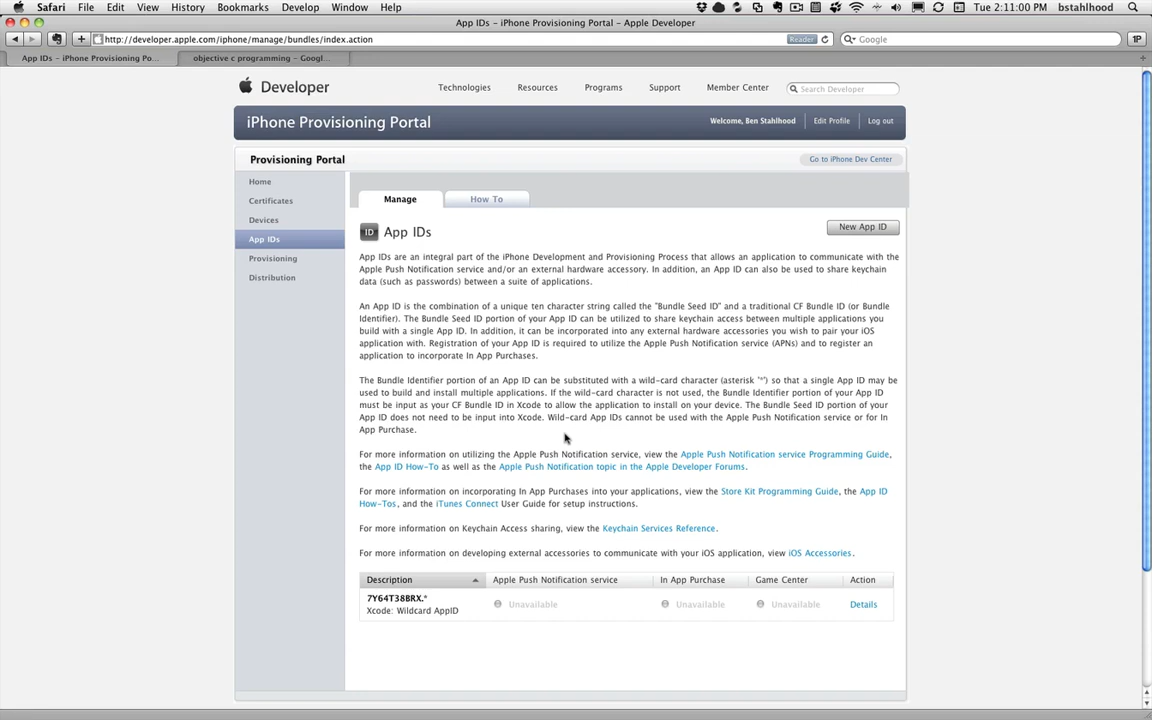 Safari File Edit View History Bookmarks Develop Window Help Tue 2:11:00 PM bstahlhood
App IDs – iPhone Provisioning Portal – Apple Developer
http://developer.apple.com/iphone/manage/bundles/index.action Reader Google 1P
App IDs – iPhone Provisioning Po... objective c programming – Googl...
Developer Technologies Resources Programs Support Member Center Search Developer
iPhone Provisioning Portal Welcome, Ben Stahlhood Edit Profile Log out
Provisioning Portal Go to iPhone Dev Center
Home
Certificates
Devices
App IDs
Provisioning
Distribution
Manage How To
ID App IDs New App ID
App IDs are an integral part of the iPhone Development and Provisioning Process that allows an application to communicate with the
Apple Push Notification service and/or an external hardware accessory. In addition, an App ID can also be used to share keychain
data (such as passwords) between a suite of applications.
An App ID is the combination of a unique ten character string called the "Bundle Seed ID" and a traditional CF Bundle ID (or Bundle
Identifier). The Bundle Seed ID portion of your App ID can be utilized to share keychain access between multiple applications you
build with a single App ID. In addition, it can be incorporated into any external hardware accessories you wish to pair your iOS
application with. Registration of your App ID is required to utilize the Apple Push Notification service (APNs) and to register an
application to incorporate In App Purchases.
The Bundle Identifier portion of an App ID can be substituted with a wild-card character (asterisk '*') so that a single App ID may be
used to build and install multiple applications. If the wild-card character is not used, the Bundle Identifier portion of your App ID
must be input as your CF Bundle ID in Xcode to allow the application to install on your device. The Bundle Seed ID portion of your
App ID does not need to be input into Xcode. Wild-card App IDs cannot be used with the Apple Push Notification service or for In
App Purchase.
For more information on utilizing the Apple Push Notification service, view the Apple Push Notification service Programming Guide,
the App ID How-To as well as the Apple Push Notification topic in the Apple Developer Forums.
For more information on incorporating In App Purchases into your applications, view the Store Kit Programming Guide, the App ID
How-Tos, and the iTunes Connect User Guide for setup instructions.
For more information on Keychain Access sharing, view the Keychain Services Reference.
For more information on developing external accessories to communicate with your iOS application, view iOS Accessories.
Description Apple Push Notification service In App Purchase Game Center Action
7Y64T38BRX.* Unavailable Unavailable Unavailable Details
Xcode: Wildcard AppID